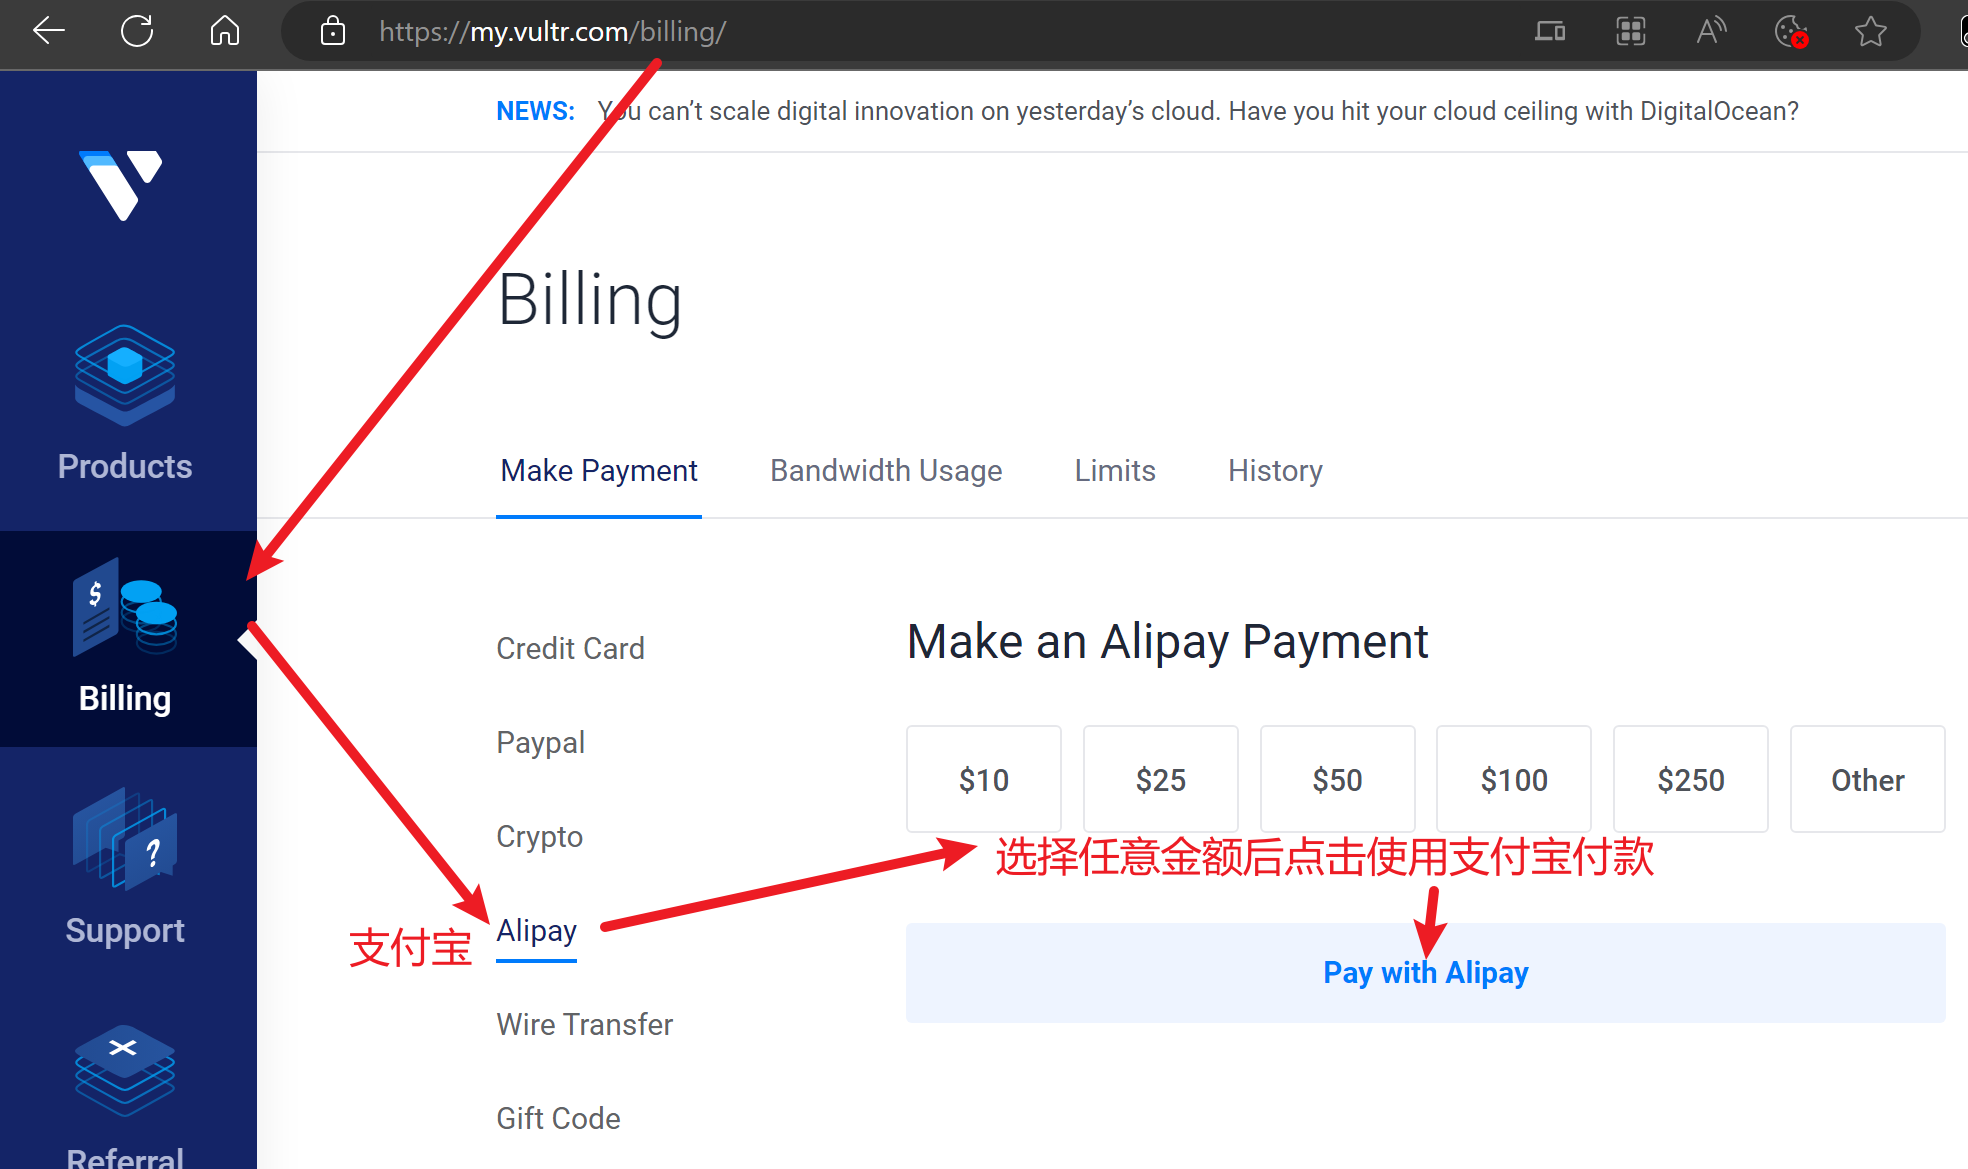 https://my.vultr.com/billing/
NEWS: You can’t scale digital innovation on yesterday’s cloud. Have you hit your cloud ceiling with DigitalOcean?
Billing
Products
Billing
Support
Referral
Make Payment Bandwidth Usage Limits History
Credit Card
Paypal
Crypto
支付宝 Alipay
Wire Transfer
Gift Code
Make an Alipay Payment
$10 $25 $50 $100 $250 Other
选择任意金额后点击使用支付宝付款
Pay with Alipay